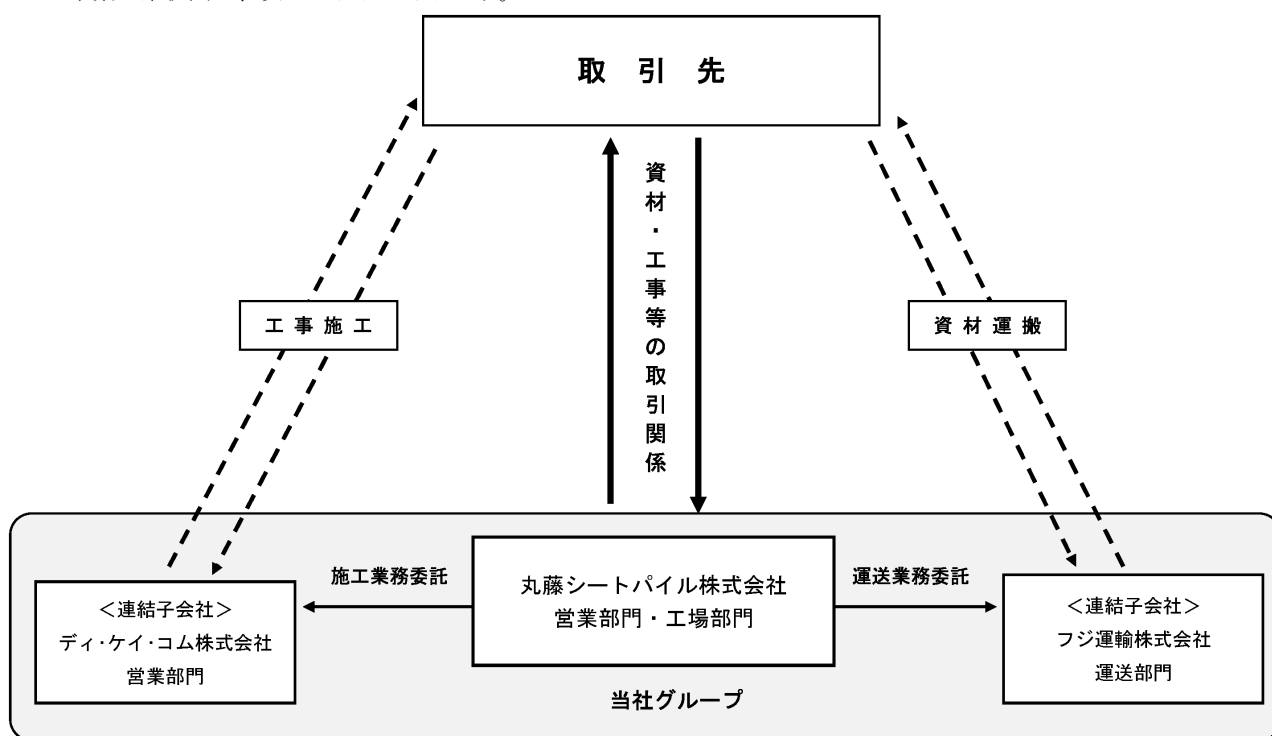 取引先
資材・工事等の取引関係
工事施工
資材運搬
施工業務委託
丸藤シートパイル株式会社
営業部門・工場部門
運送業務委託
＜連結子会社＞
ディ・ケイ・コム株式会社
営業部門
＜連結子会社＞
フジ運輸株式会社
運送部門
当社グループ